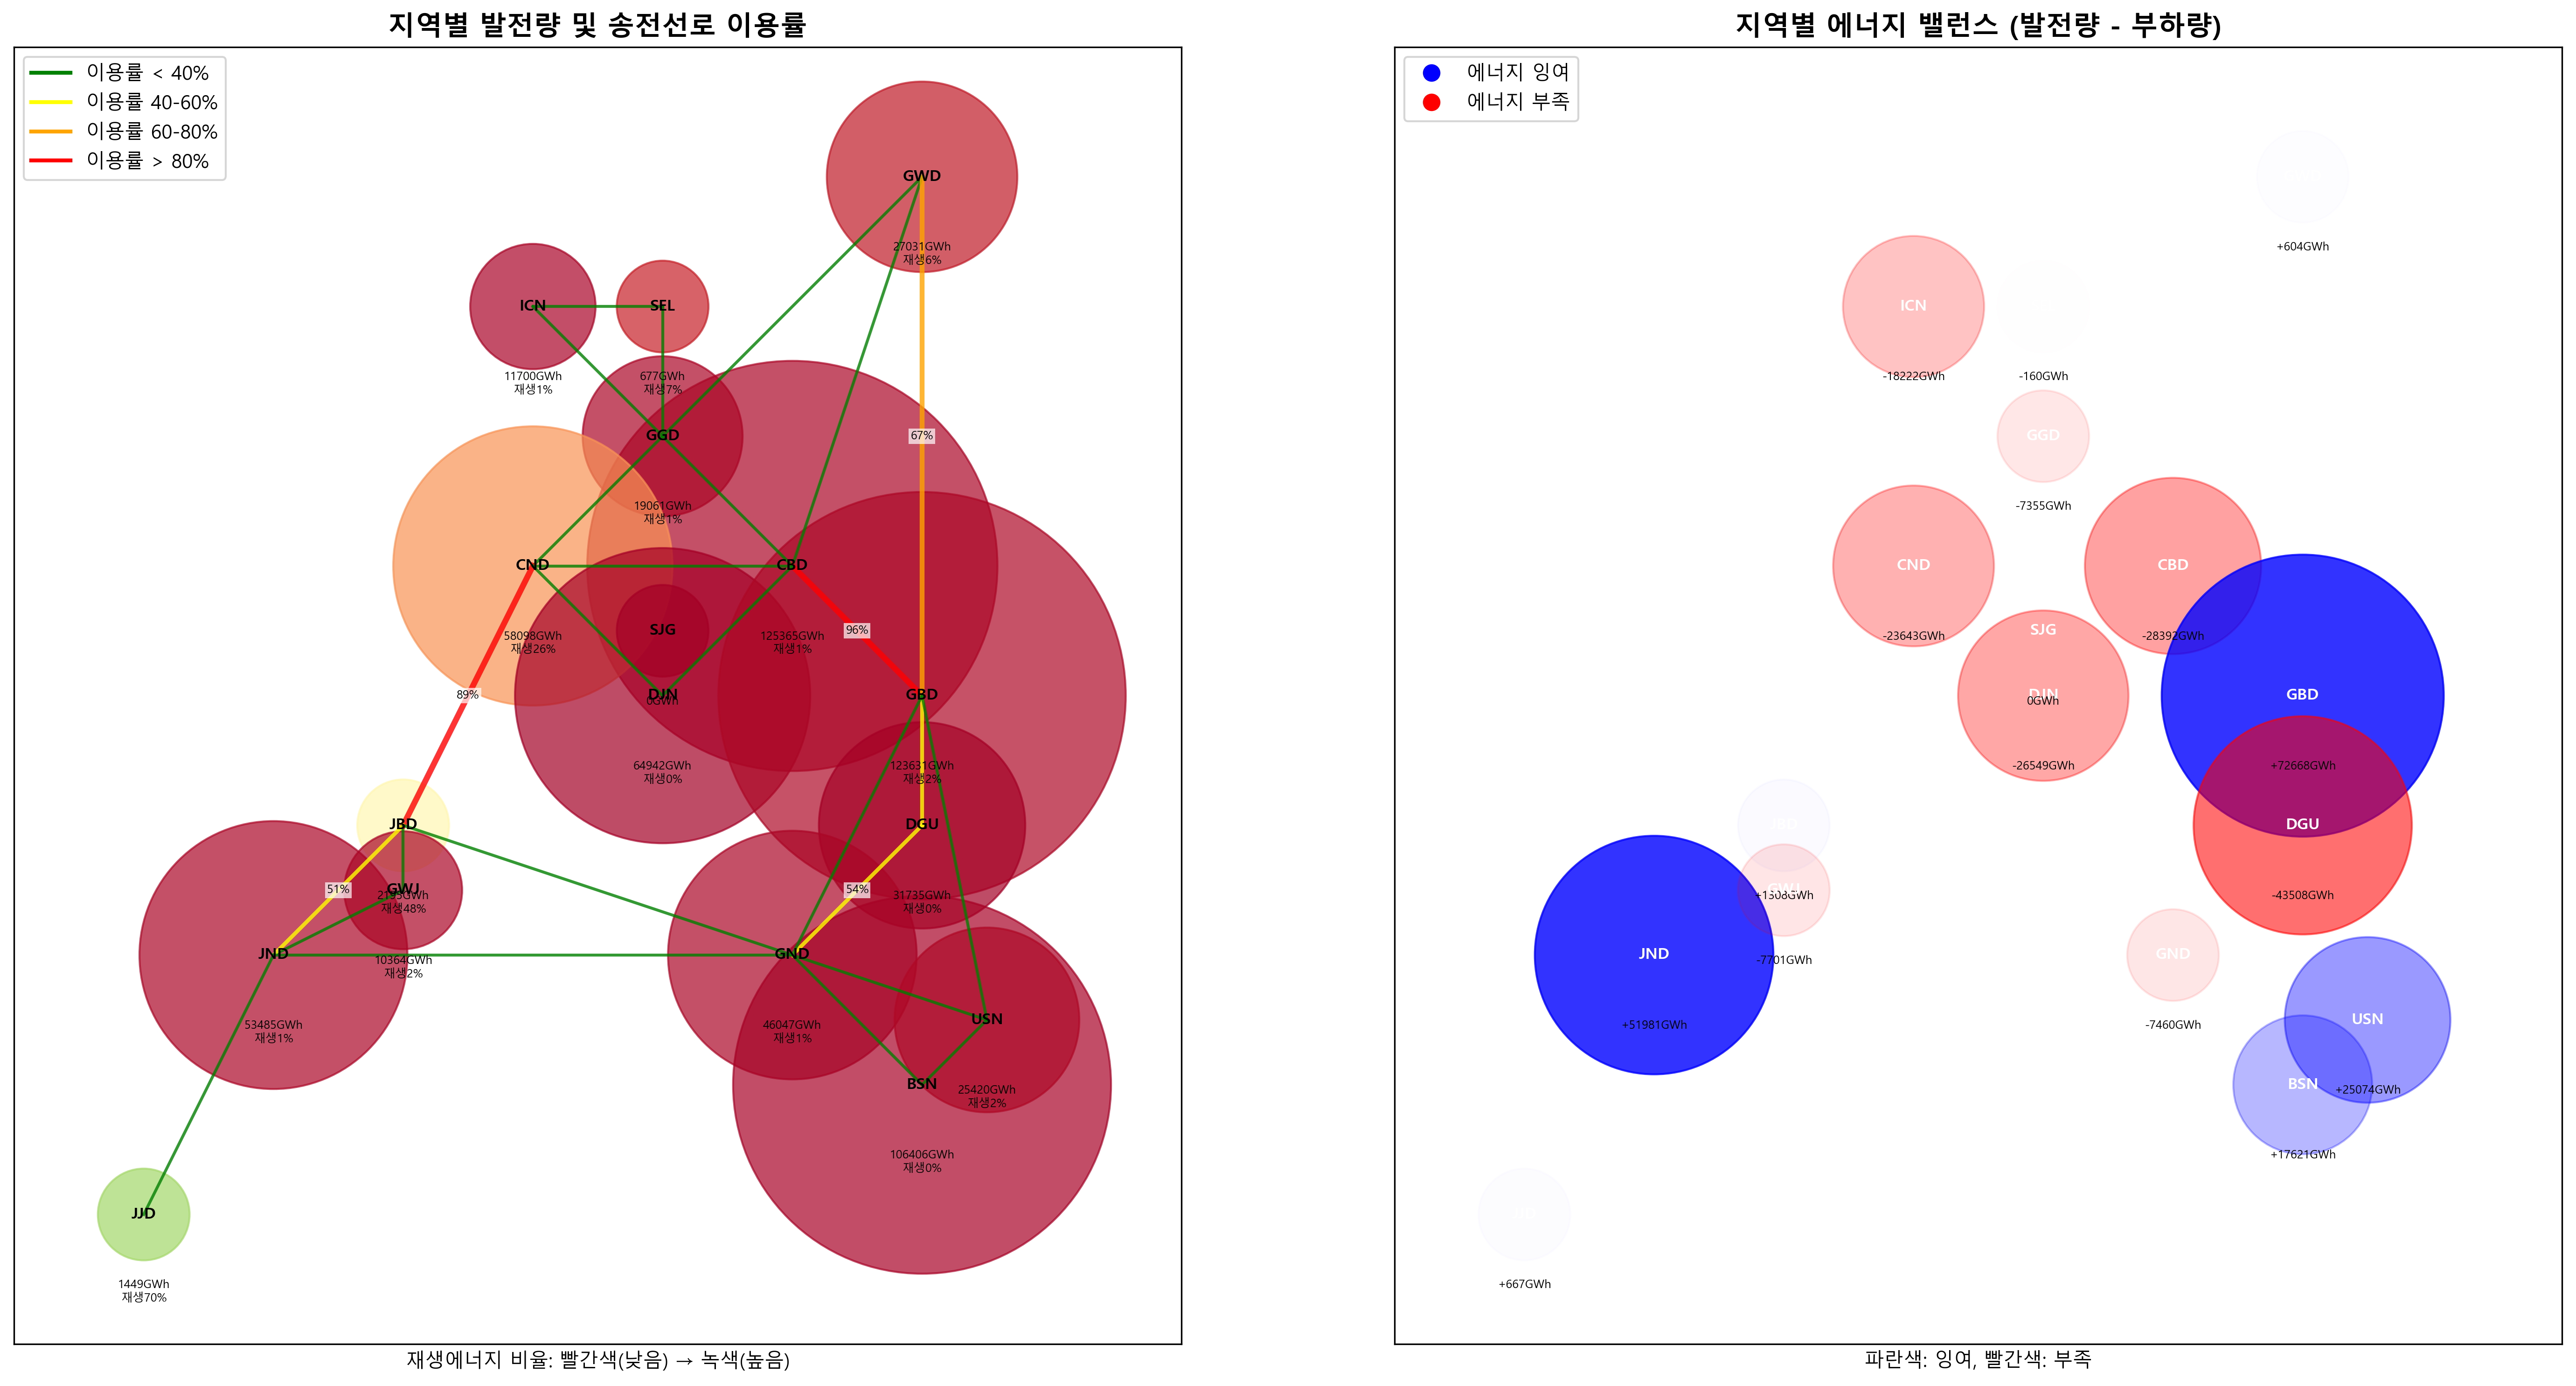 지역별 발전량 및 송전선로 이용률
이용률 < 40%
이용률 40-60%
이용률 60-80%
이용률 > 80%
GWD
27031GWh
재생6%
ICN
SEL
11700GWh
재생1%
677GWh
재생7%
GGD
67%
19061GWh
재생1%
CND
CBD
SJG
96%
58098GWh
재생26%
125365GWh
재생1%
89%
DJN
0GWh
GBD
64942GWh
재생0%
123631GWh
재생2%
JBD
DGU
51%
GWJ
54%
재생48%
31735GWh
재생0%
JND
10364GWh
재생2%
GND
53485GWh
재생1%
46047GWh
재생1%
USN
BSN
25420GWh
재생2%
106406GWh
재생0%
JJD
1449GWh
재생70%
재생에너지 비율: 빨간색(낮음) → 녹색(높음)
지역별 에너지 밸런스 (발전량 - 부하량)
에너지 잉여
에너지 부족
+604GWh
ICN
-18222GWh
-160GWh
GGD
-7355GWh
CND
CBD
SJG
-23643GWh
-28392GWh
DJN
0GWh
GBD
-26549GWh
+72668GWh
JBD
DGU
GWJ
+1308GWh
-43508GWh
JND
-7701GWh
GND
+51981GWh
-7460GWh
USN
BSN
+25074GWh
+17621GWh
+667GWh
파란색: 잉여, 빨간색: 부족